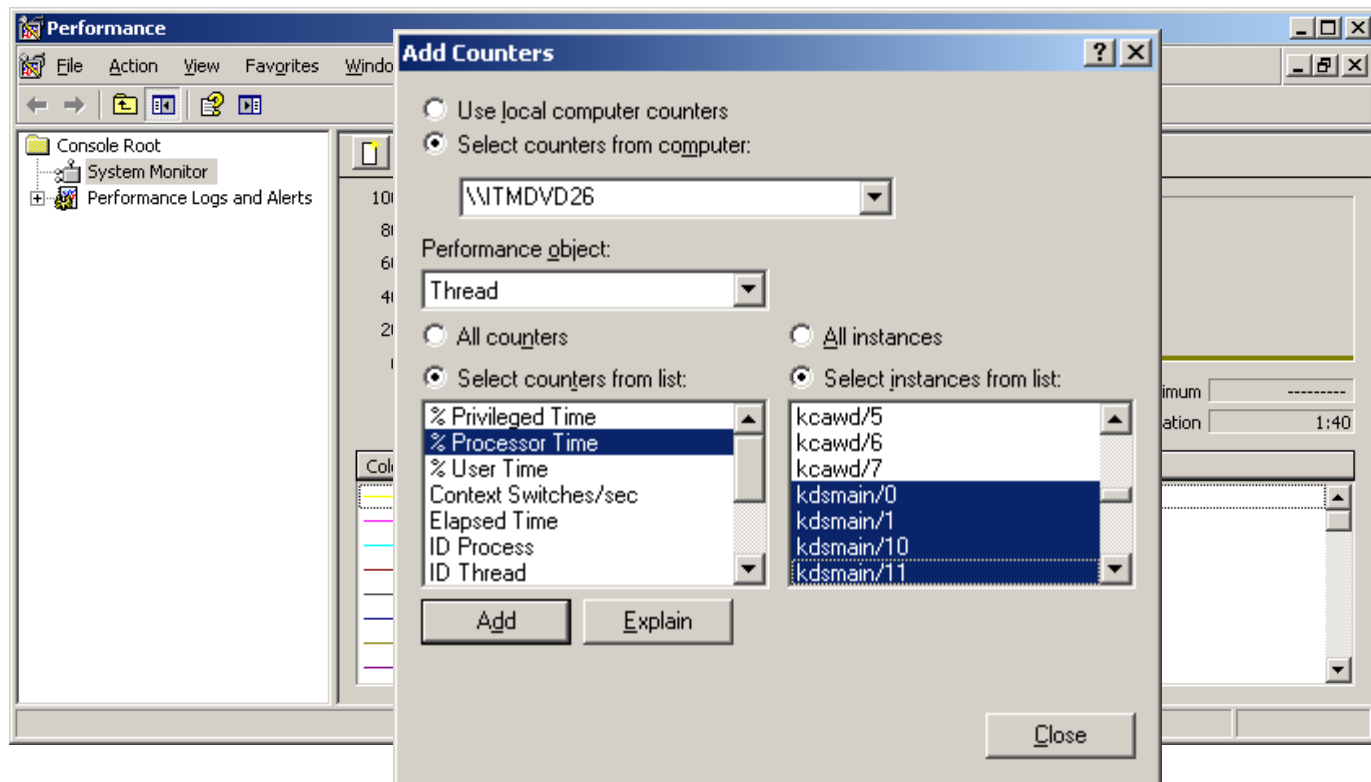 Performance
File Action View Favorites Windo
Console Root
System Monitor
Performance Logs and Alerts
Add Counters
Use local computer counters
Select counters from computer:
\\ITMDVD26
Performance object:
Thread
All counters
Select counters from list:
% Privileged Time
% Processor Time
% User Time
Context Switches/sec
Elapsed Time
ID Process
ID Thread
All instances
Select instances from list:
kcawd/5
kcawd/6
kcawd/7
kdsmain/0
kdsmain/1
kdsmain/10
kdsmain/11
Add Explain
Close
imum ---------
ation 1:40